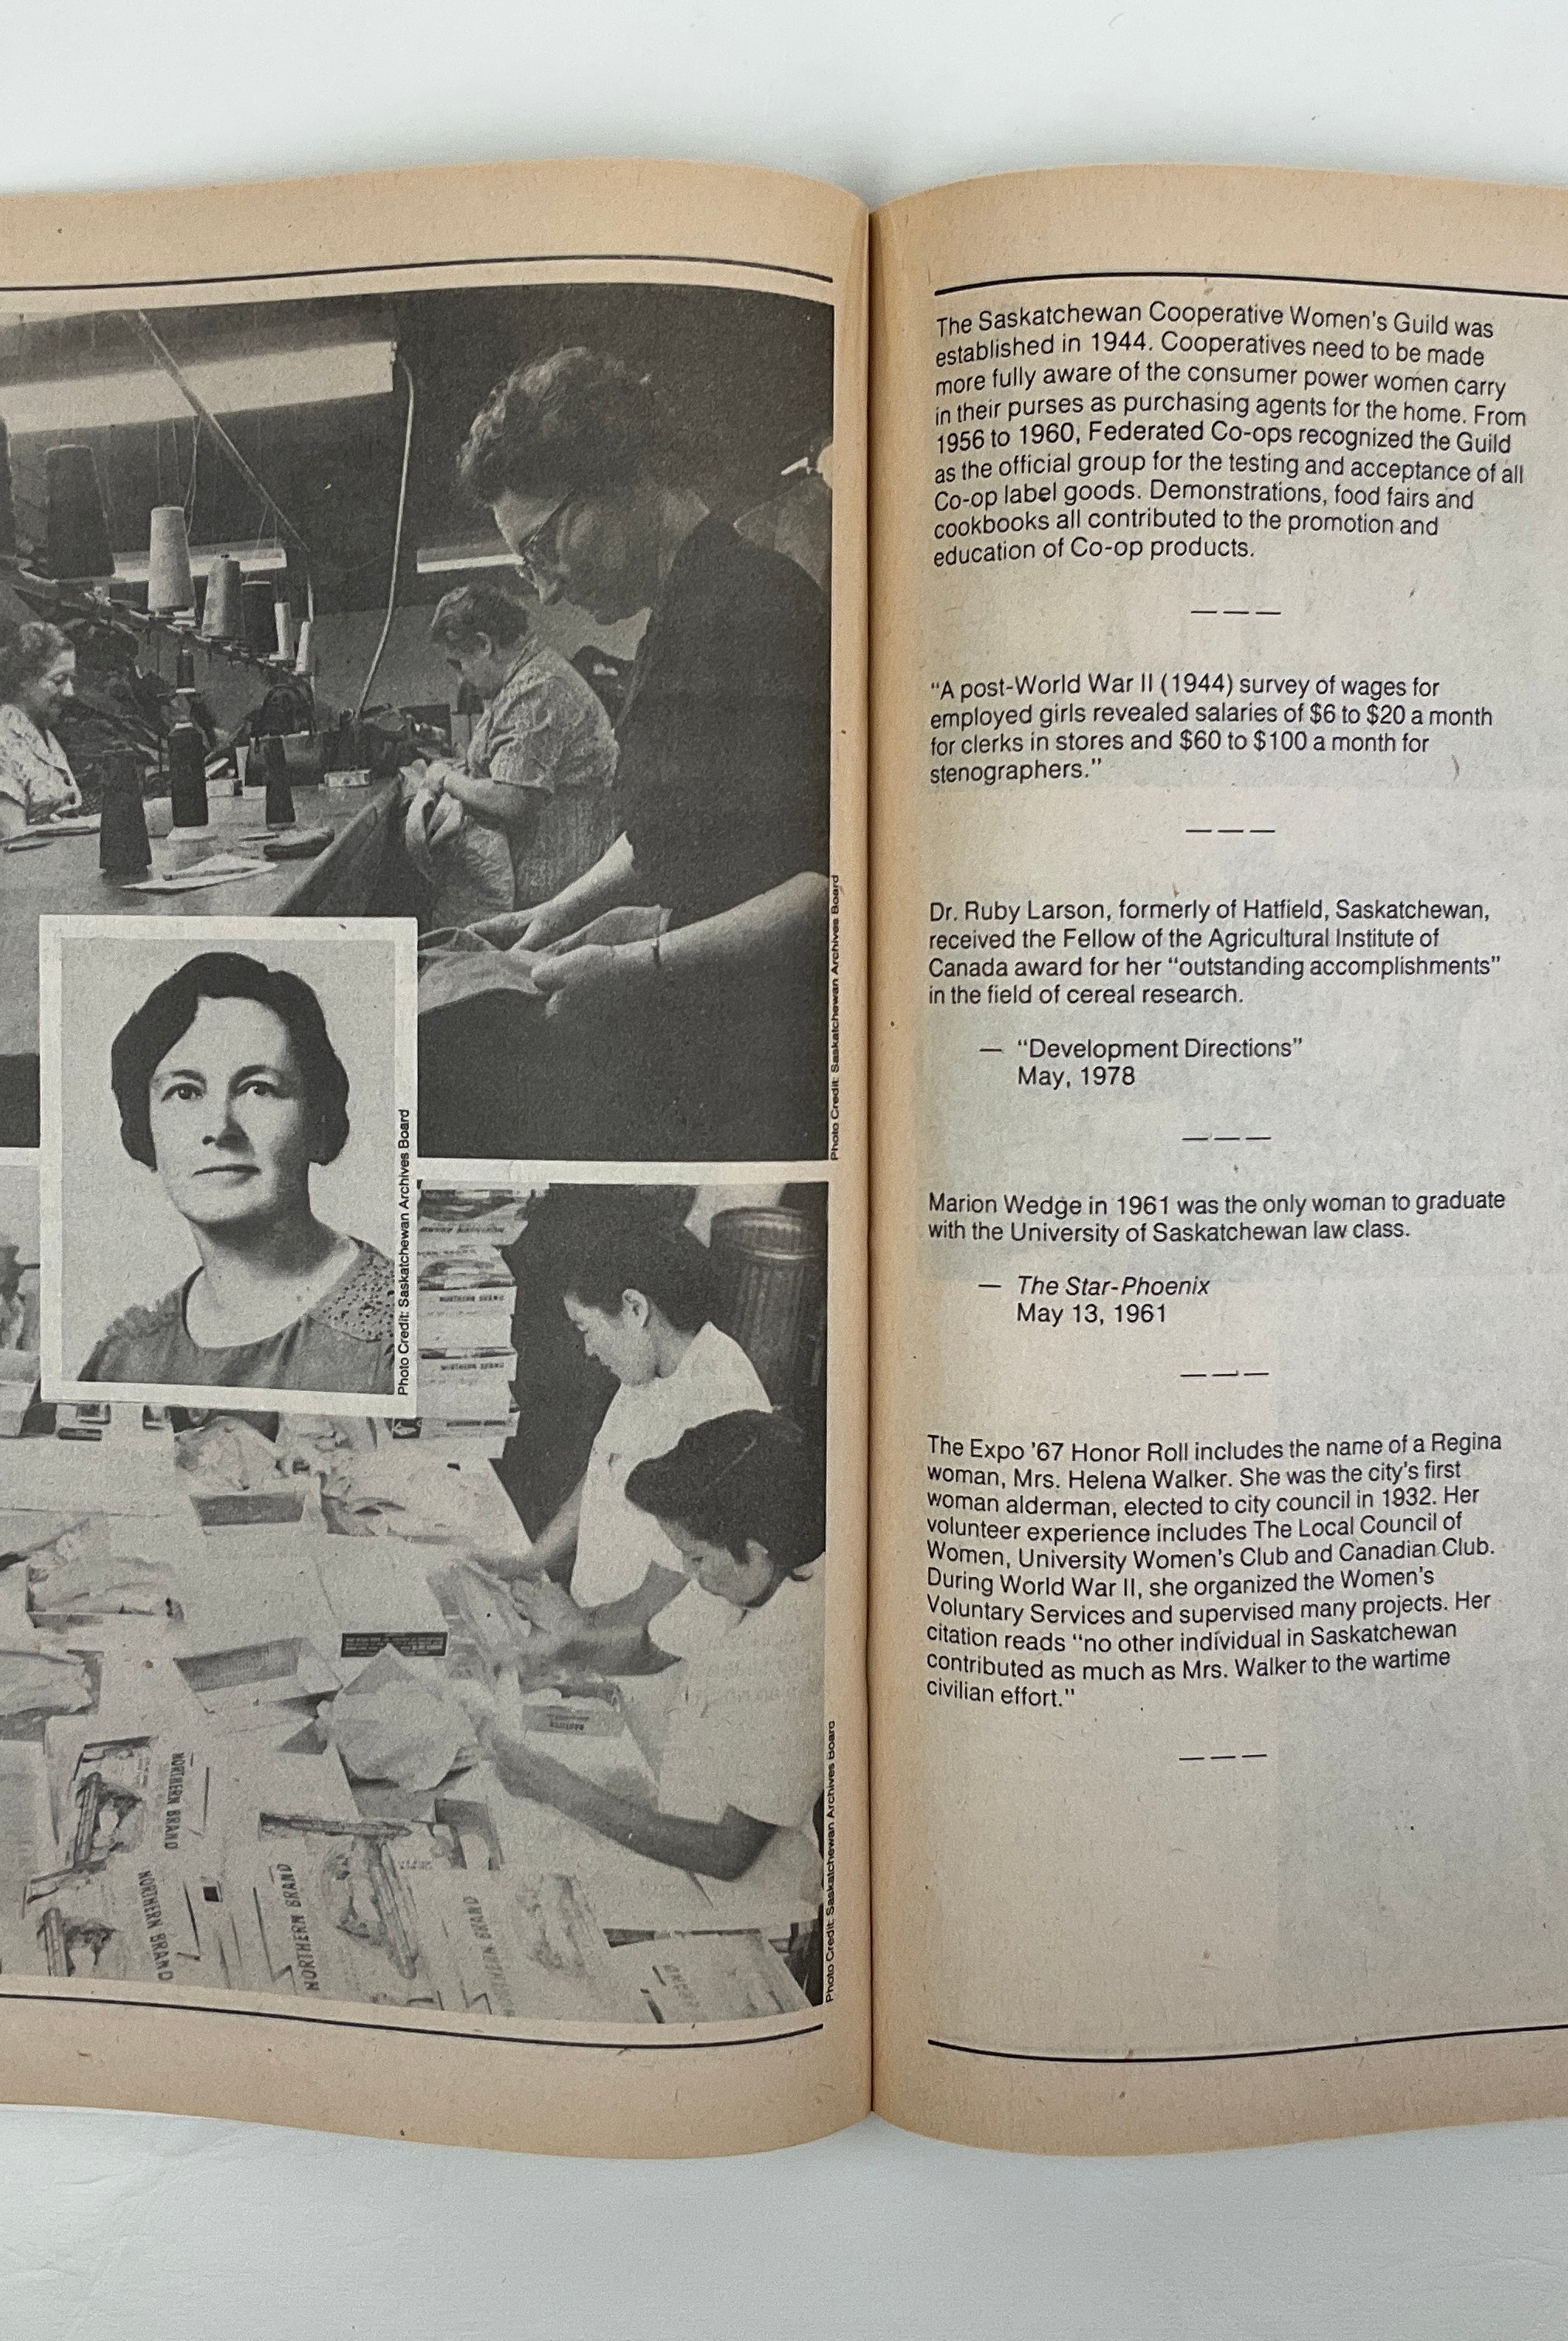 Photo Credit: Saskatchewan Archives Board
Photo Credit: Saskatchewan Archives Board
NORTHERN BRAND
NORTHERN BRAND
NORTHERN BRAND
NORTHERN BRAND
Photo Credit: Saskatchewan Archives Board
The Saskatchewan Cooperative Women's Guild was
established in 1944. Cooperatives need to be made
more fully aware of the consumer power women carry
in their purses as purchasing agents for the home. From
1956 to 1960, Federated Co-ops recognized the Guild
as the official group for the testing and acceptance of all
Co-op label goods. Demonstrations, food fairs and
cookbooks all contributed to the promotion and
education of Co-op products.
– – –
"A post-World War II (1944) survey of wages for
employed girls revealed salaries of $6 to $20 a month
for clerks in stores and $60 to $100 a month for
stenographers."
– – –
Dr. Ruby Larson, formerly of Hatfield, Saskatchewan,
received the Fellow of the Agricultural Institute of
Canada award for her "outstanding accomplishments"
in the field of cereal research.
— "Development Directions"
May, 1978
– – –
Marion Wedge in 1961 was the only woman to graduate
with the University of Saskatchewan law class.
— The Star-Phoenix
May 13, 1961
– – –
The Expo '67 Honor Roll includes the name of a Regina
woman, Mrs. Helena Walker. She was the city's first
woman alderman, elected to city council in 1932. Her
volunteer experience includes The Local Council of
Women, University Women's Club and Canadian Club.
During World War II, she organized the Women's
Voluntary Services and supervised many projects. Her
citation reads "no other individual in Saskatchewan
contributed as much as Mrs. Walker to the wartime
civilian effort."
– – –